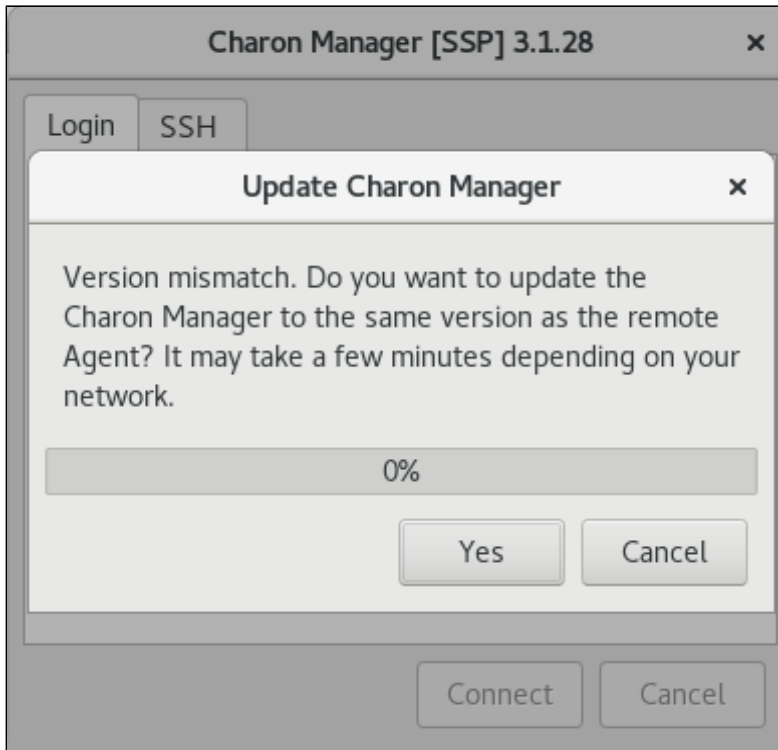 Charon Manager [SSP] 3.1.28
Login SSH
Update Charon Manager
Version mismatch. Do you want to update the
Charon Manager to the same version as the remote
Agent? It may take a few minutes depending on your
network.
0%
Yes Cancel
Connect Cancel